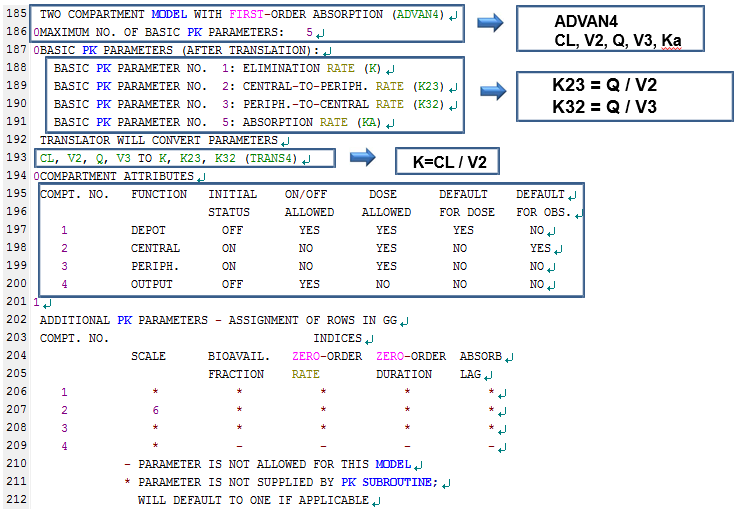 185 TWO COMPARTMENT MODEL WITH FIRST-ORDER ABSORPTION (ADVAN4)
186 0MAXIMUM NO. OF BASIC PK PARAMETERS: 5
ADVAN4
CL, V2, Q, V3, Ka
187 0BASIC PK PARAMETERS (AFTER TRANSLATION):
188 BASIC PK PARAMETER NO. 1: ELIMINATION RATE (K)
189 BASIC PK PARAMETER NO. 2: CENTRAL-TO-PERIPH. RATE (K23)
190 BASIC PK PARAMETER NO. 3: PERIPH.-TO-CENTRAL RATE (K32)
191 BASIC PK PARAMETER NO. 5: ABSORPTION RATE (KA)
K23 = Q / V2
K32 = Q / V3
192 TRANSLATOR WILL CONVERT PARAMETERS
193 CL, V2, Q, V3 TO K, K23, K32 (TRANS4)
K=CL / V2
194 0COMPARTMENT ATTRIBUTES
195 COMPT. NO. FUNCTION INITIAL ON/OFF DOSE DEFAULT DEFAULT
196 STATUS ALLOWED ALLOWED FOR DOSE FOR OBS.
197 1 DEPOT OFF YES YES YES NO
198 2 CENTRAL ON NO YES NO YES
199 3 PERIPH. ON NO YES NO NO
200 4 OUTPUT OFF YES NO NO NO
201 1
202 ADDITIONAL PK PARAMETERS - ASSIGNMENT OF ROWS IN GG
203 COMPT. NO. INDICES
204 SCALE BIOAVAIL. ZERO-ORDER ZERO-ORDER ABSORB
205 FRACTION RATE DURATION LAG
206 1 * * * * *
207 2 6 * * * *
208 3 * * * * *
209 4 * - - - -
210 - PARAMETER IS NOT ALLOWED FOR THIS MODEL
211 * PARAMETER IS NOT SUPPLIED BY PK SUBROUTINE;
212 WILL DEFAULT TO ONE IF APPLICABLE